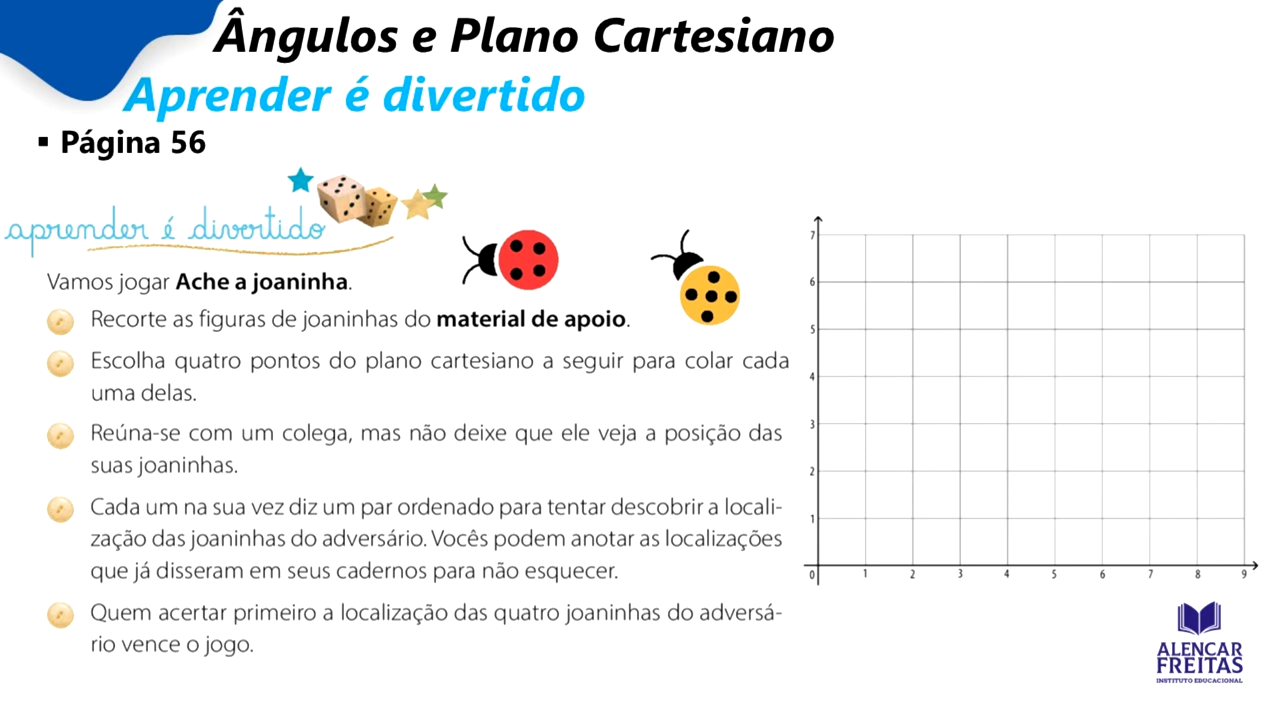 Ângulos e Plano Cartesiano
Aprender é divertido
▪ Página 56
aprender é divertido
Vamos jogar Ache a joaninha.
Recorte as figuras de joaninhas do material de apoio.
Escolha quatro pontos do plano cartesiano a seguir para colar cada
uma delas.
Reúna-se com um colega, mas não deixe que ele veja a posição das
suas joaninhas.
Cada um na sua vez diz um par ordenado para tentar descobrir a locali-
zação das joaninhas do adversário. Vocês podem anotar as localizações
que já disseram em seus cadernos para não esquecer.
Quem acertar primeiro a localização das quatro joaninhas do adversá-
rio vence o jogo.
7
6
5
4
3
2
1
0 1 2 3 4 5 6 7 8 9
ALENCAR
FREITAS
INSTITUTO EDUCACIONAL